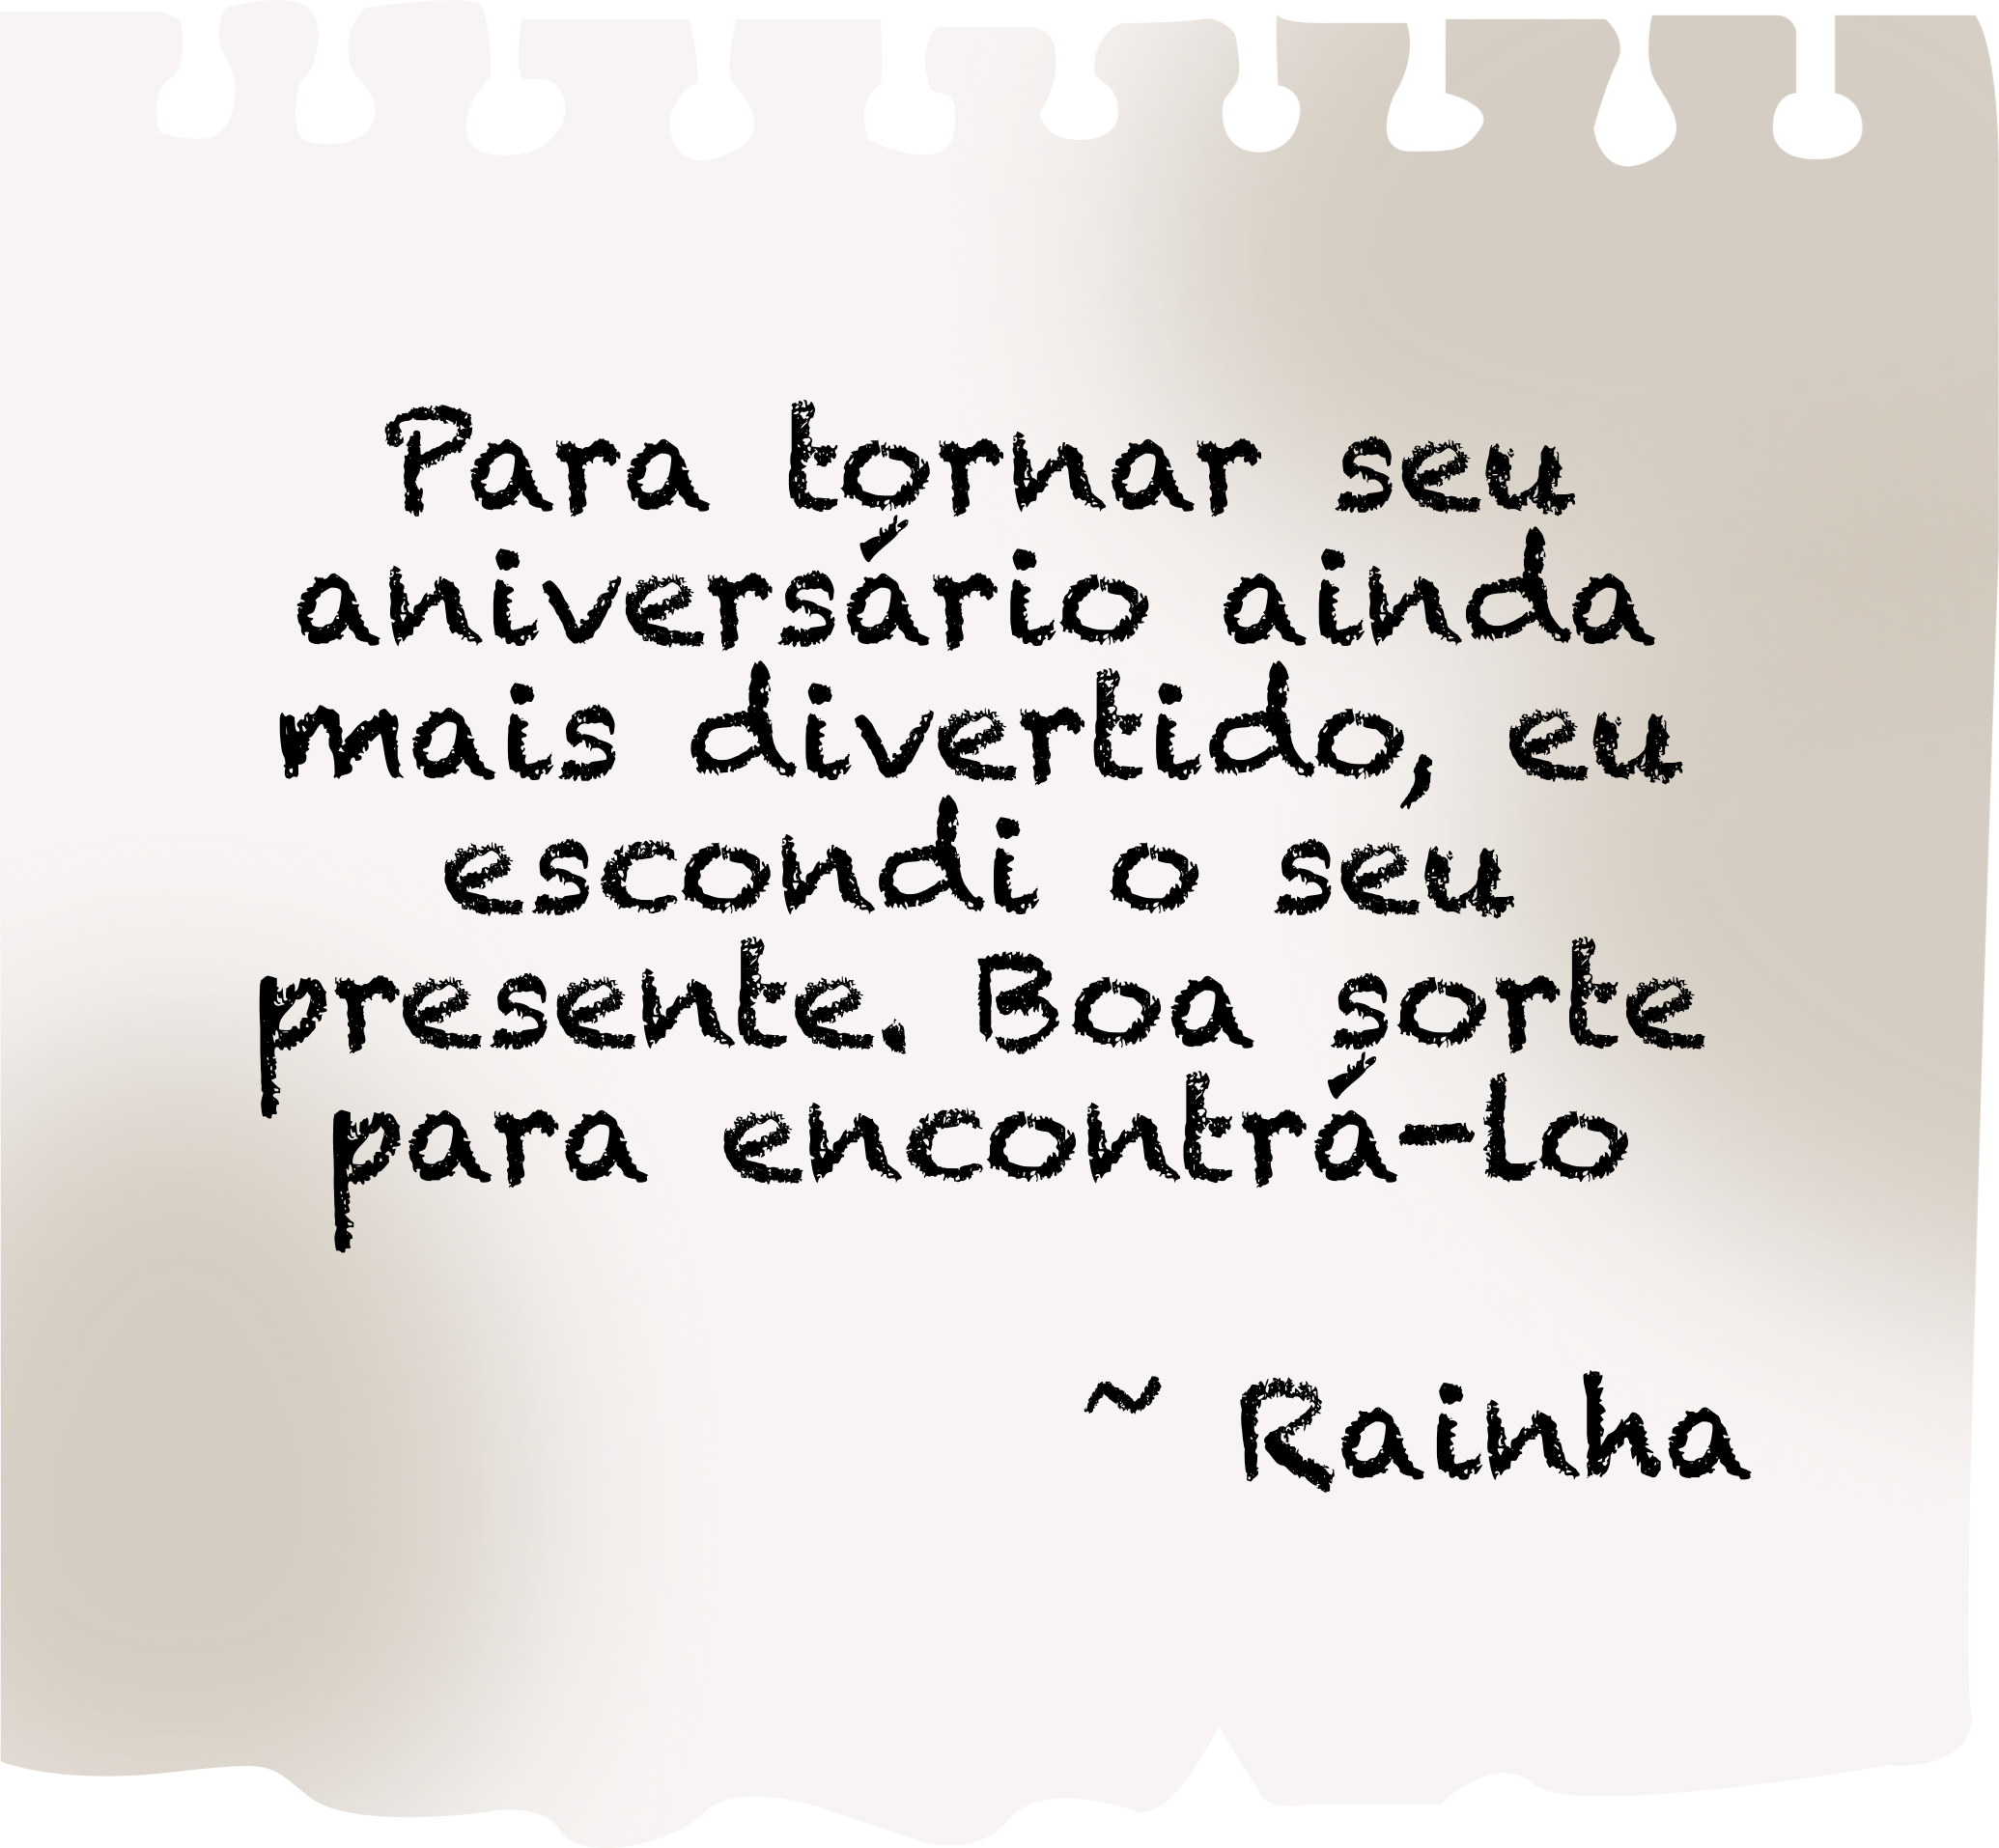 Para tornar seu
aniversário ainda
mais divertido, eu
escondi o seu
presente. Boa sorte
para encontrá-lo
~ Rainha